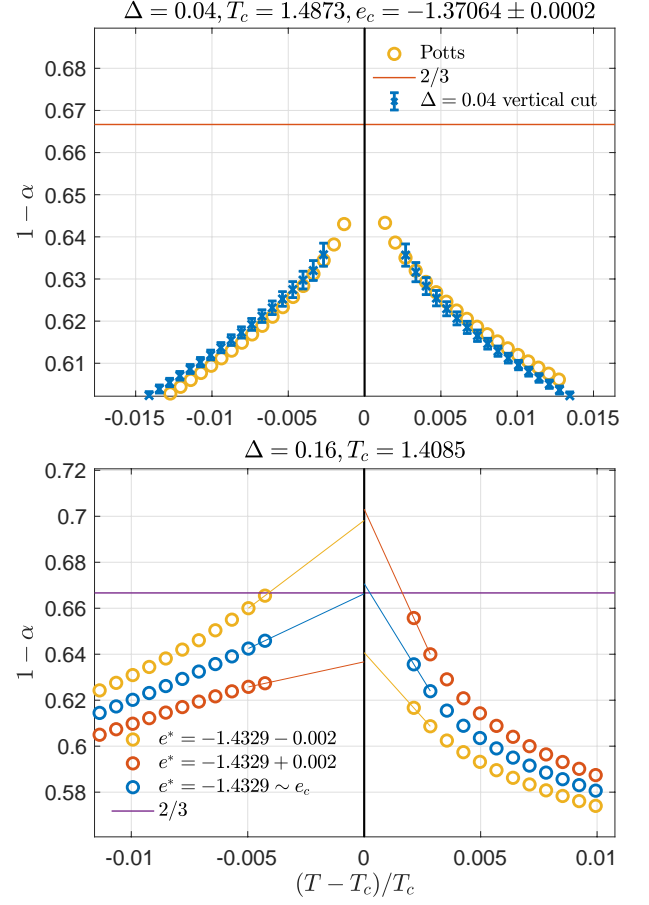 Δ = 0.04, T_c = 1.4873, e_c = −1.37064 ± 0.0002
Potts
2/3
Δ = 0.04 vertical cut
0.68
0.67
0.66
0.65
0.64
0.63
0.62
0.61
1 − α
-0.015 -0.01 -0.005 0 0.005 0.01 0.015
Δ = 0.16, T_c = 1.4085
0.72
0.7
0.68
0.66
0.64
0.62
0.6
0.58
1 − α
e* = −1.4329 − 0.002
e* = −1.4329 + 0.002
e* = −1.4329 ∼ e_c
2/3
-0.01 -0.005 0 0.005 0.01
(T − T_c)/T_c